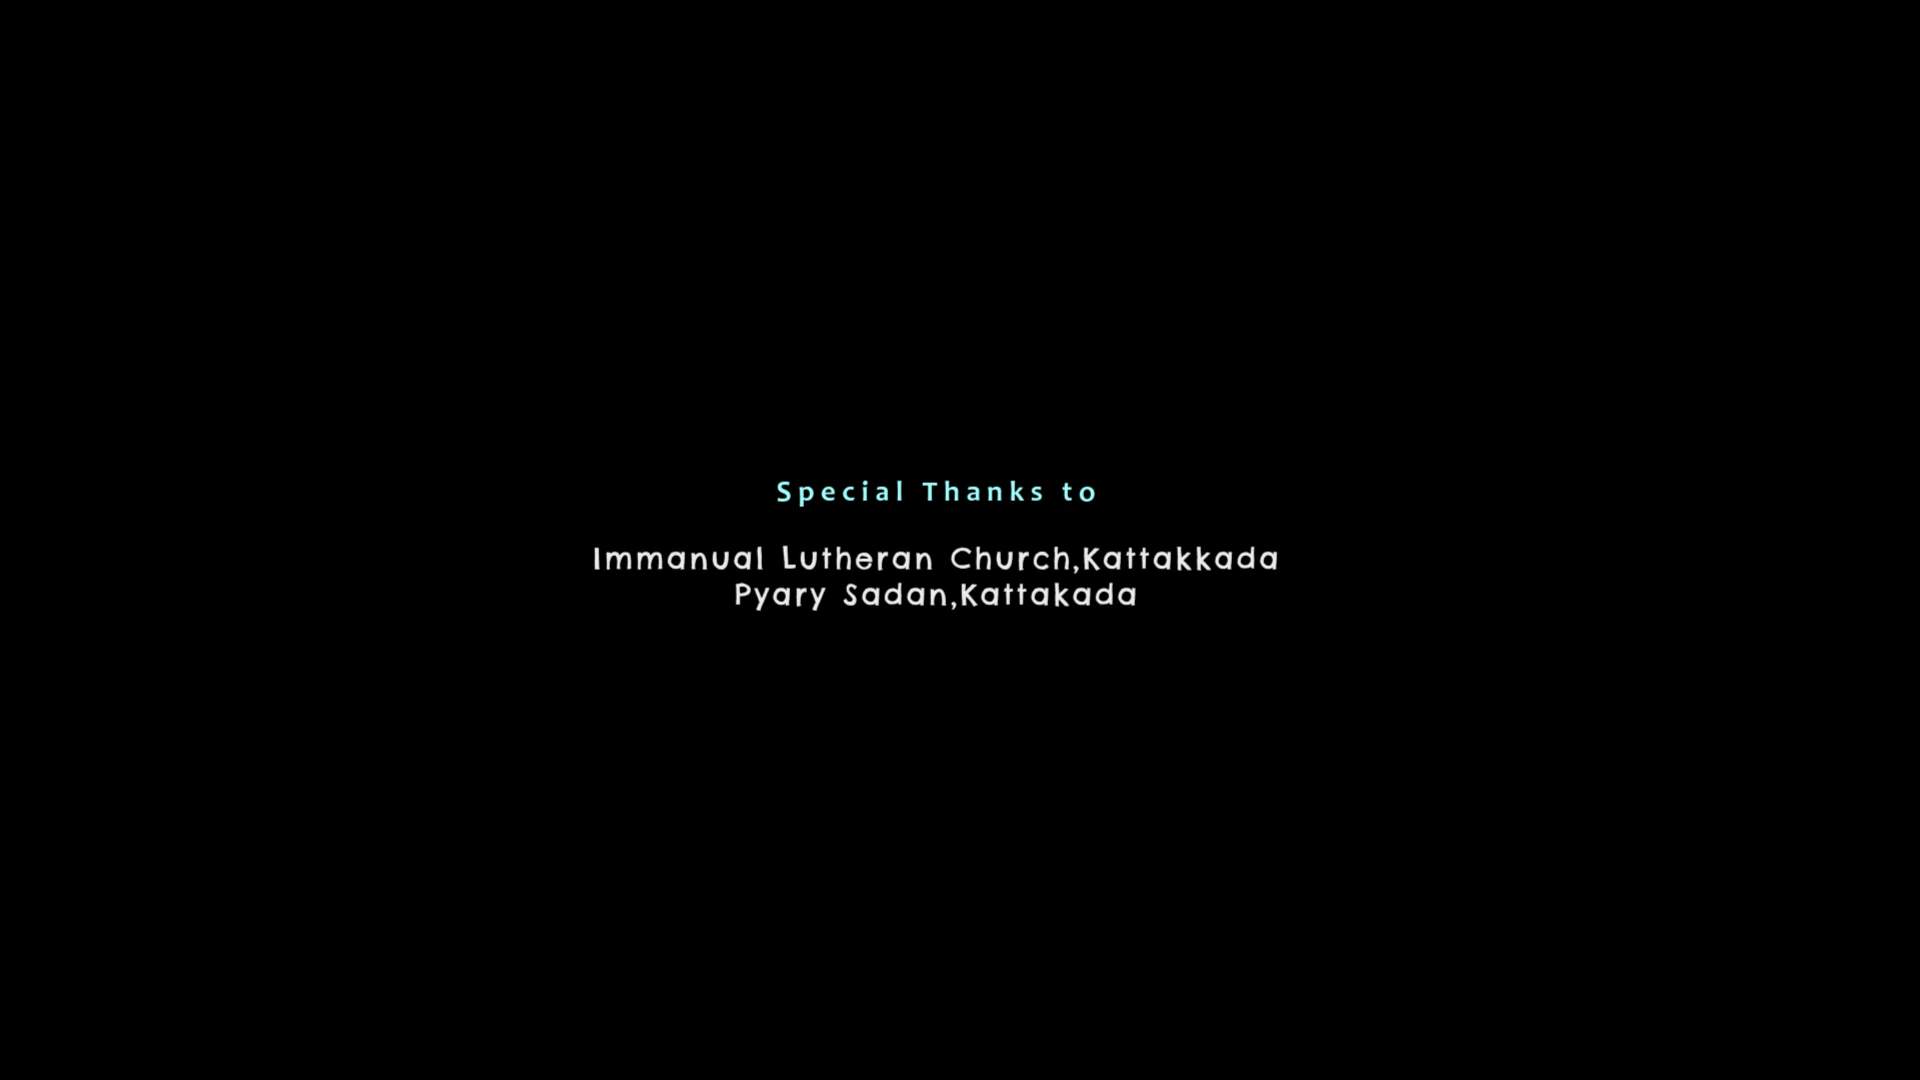 Special Thanks to
Immanual Lutheran Church,Kattakkada
Pyary Sadan,Kattakada